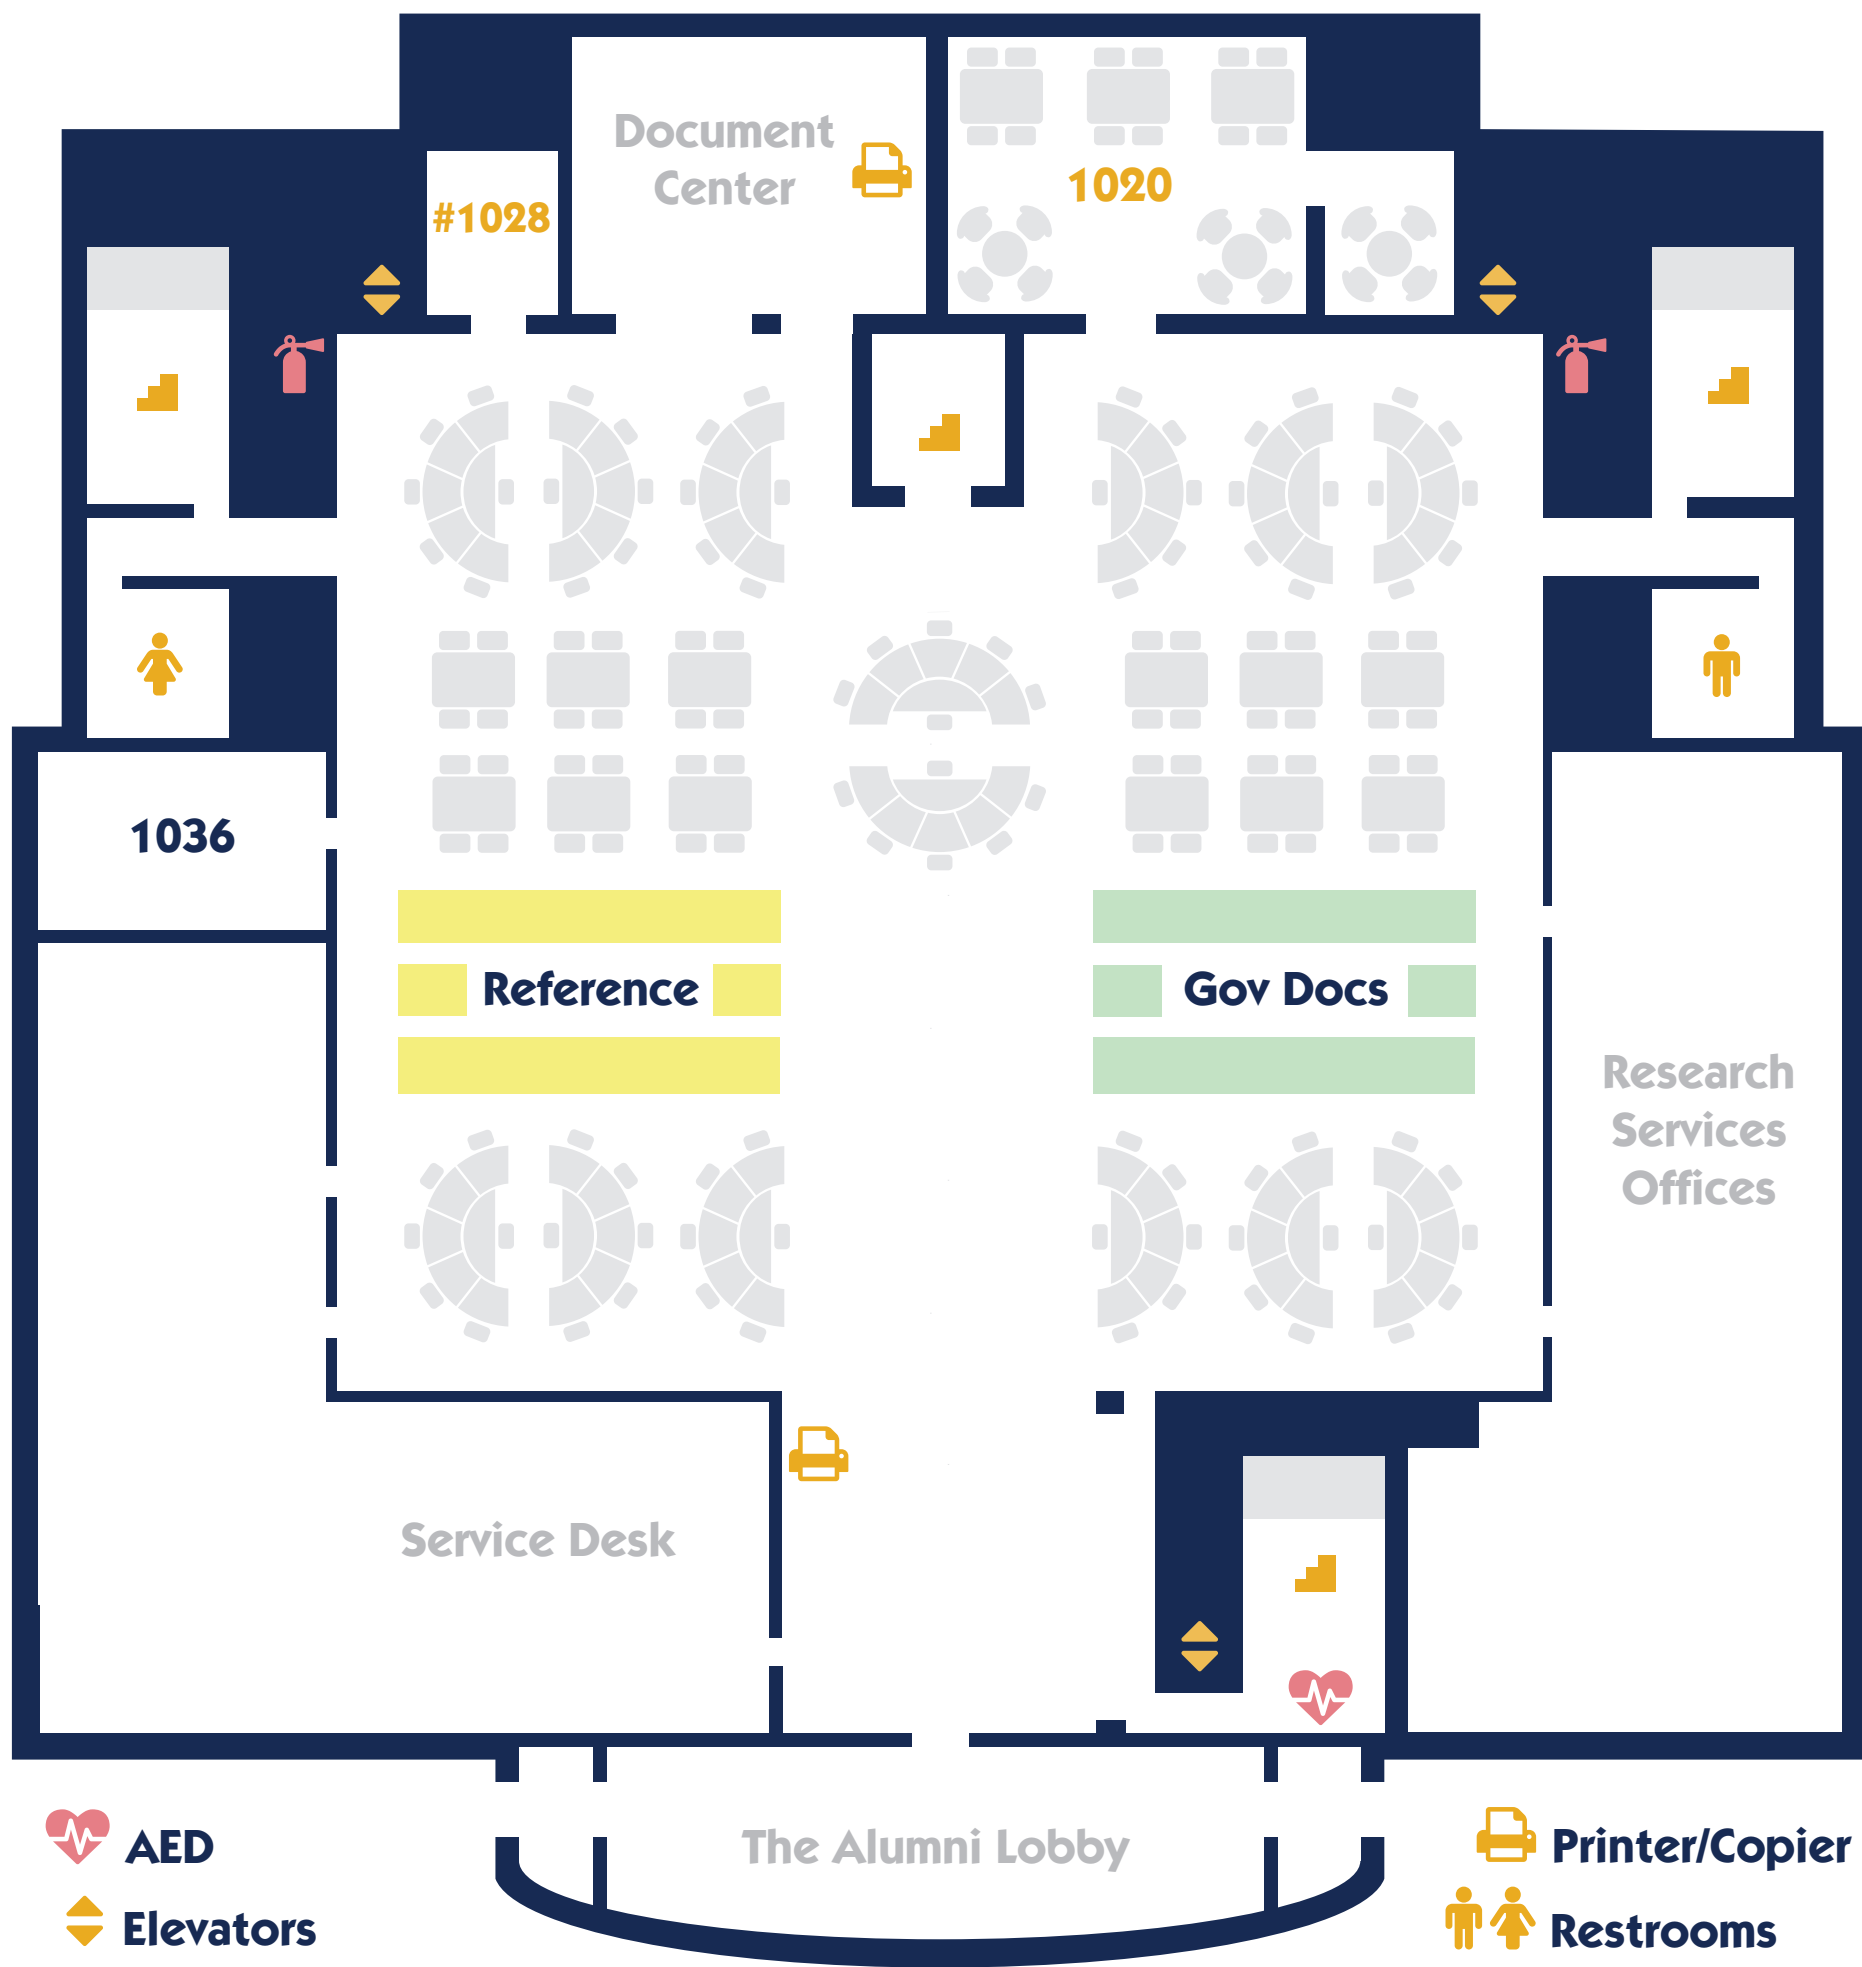 Document
Center
1020
#1028
1036
Reference
Gov Docs
Research
Services
Offices
Service Desk
The Alumni Lobby
AED
Elevators
Printer/Copier
Restrooms